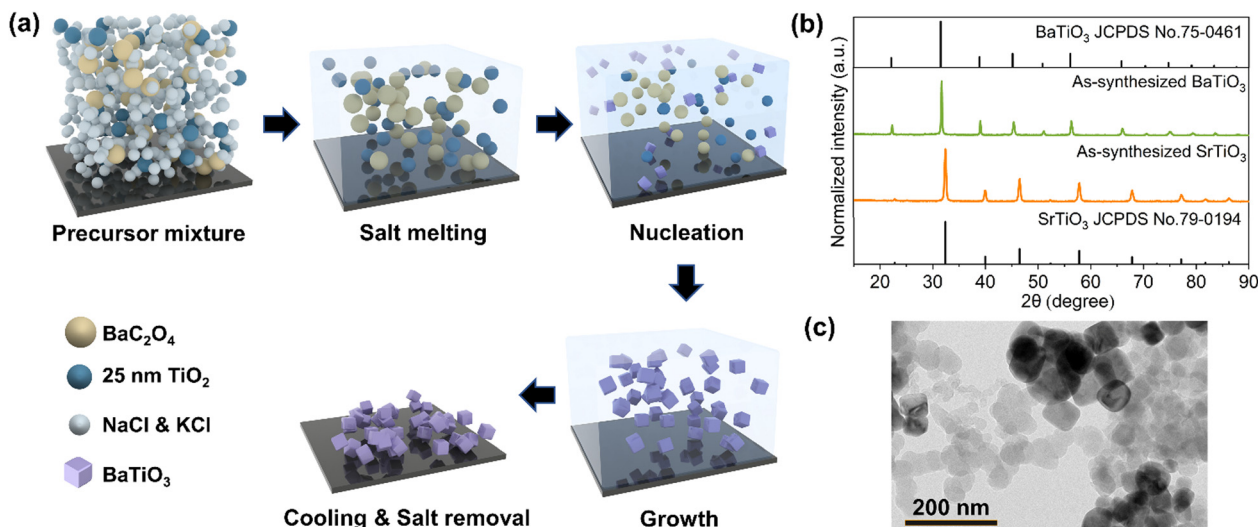 (a)
Precursor mixture
Salt melting
Nucleation
BaC₂O₄
25 nm TiO₂
NaCl & KCl
BaTiO₃
Cooling & Salt removal
Growth
(b)
Normalized intensity (a.u.)
BaTiO₃ JCPDS No.75-0461
As-synthesized BaTiO₃
As-synthesized SrTiO₃
SrTiO₃ JCPDS No.79-0194
20 30 40 50 60 70 80 90
2θ (degree)
(c)
200 nm